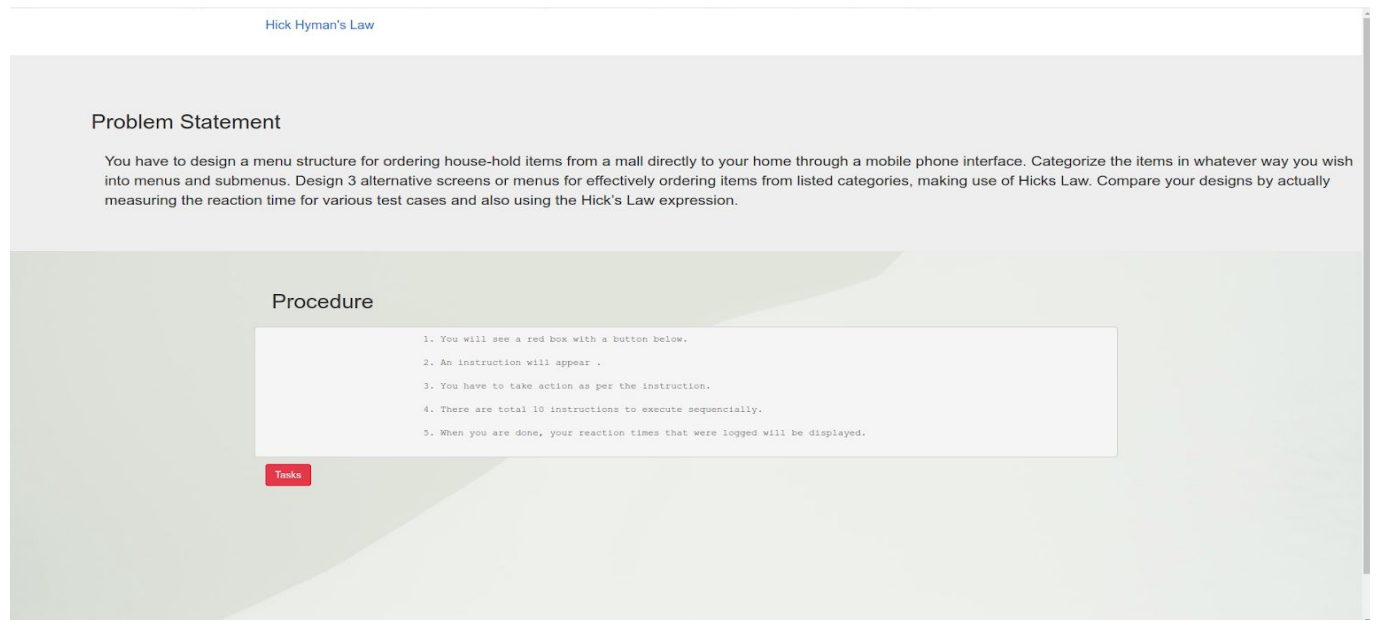 Hick Hyman's Law
Problem Statement
You have to design a menu structure for ordering house-hold items from a mall directly to your home through a mobile phone interface. Categorize the items in whatever way you wish
into menus and submenus. Design 3 alternative screens or menus for effectively ordering items from listed categories, making use of Hicks Law. Compare your designs by actually
measuring the reaction time for various test cases and also using the Hick's Law expression.
Procedure
1. You will see a red box with a button below.
2. An instruction will appear .
3. You have to take action as per the instruction.
4. There are total 10 instructions to execute sequencially.
5. When you are done, your reaction times that were logged will be displayed.
Tasks